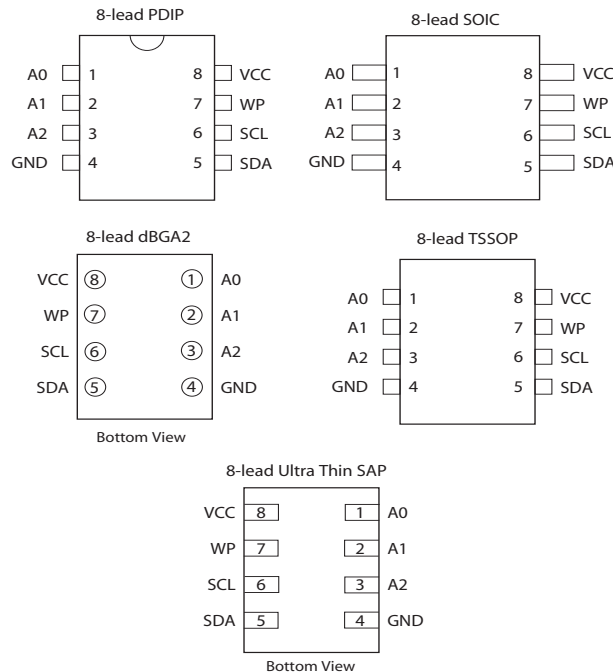 8-lead PDIP
A0 1 8 VCC
A1 2 7 WP
A2 3 6 SCL
GND 4 5 SDA
8-lead SOIC
A0 1 8 VCC
A1 2 7 WP
A2 3 6 SCL
GND 4 5 SDA
8-lead dBGA2
VCC 8 1 A0
WP 7 2 A1
SCL 6 3 A2
SDA 5 4 GND
Bottom View
8-lead TSSOP
A0 1 8 VCC
A1 2 7 WP
A2 3 6 SCL
GND 4 5 SDA
8-lead Ultra Thin SAP
VCC 8 1 A0
WP 7 2 A1
SCL 6 3 A2
SDA 5 4 GND
Bottom View